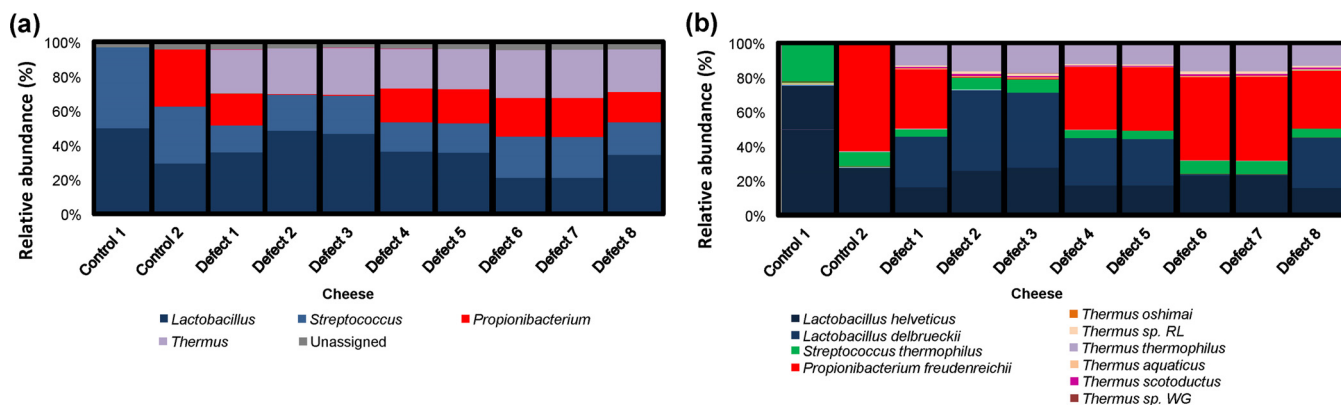 (a)
Relative abundance (%)
100%
80%
60%
40%
20%
0%
Control 1
Control 2
Defect 1
Defect 2
Defect 3
Defect 4
Defect 5
Defect 6
Defect 7
Defect 8
Cheese
Lactobacillus
Streptococcus
Propionibacterium
Thermus
Unassigned
(b)
Relative abundance (%)
100%
80%
60%
40%
20%
0%
Control 1
Control 2
Defect 1
Defect 2
Defect 3
Defect 4
Defect 5
Defect 6
Defect 7
Defect 8
Cheese
Lactobacillus helveticus
Lactobacillus delbrueckii
Streptococcus thermophilus
Propionibacterium freudenreichii
Thermus oshimai
Thermus sp. RL
Thermus thermophilus
Thermus aquaticus
Thermus scotoductus
Thermus sp. WG